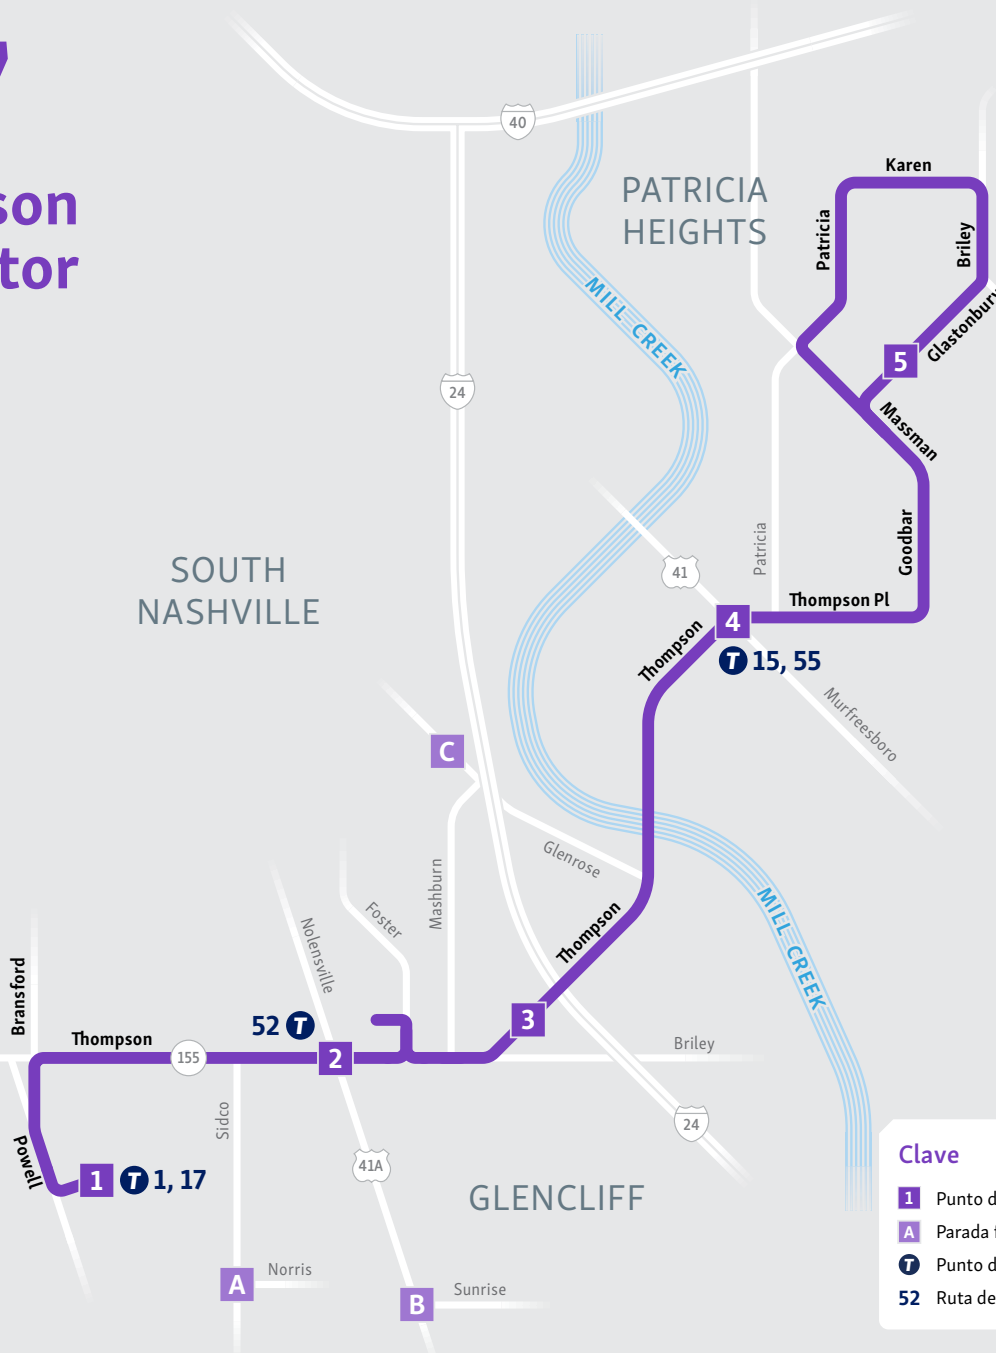 son
tor
40
PATRICIA
HEIGHTS
Karen
Patricia
Briley
MILL CREEK
Glastonbury
5
24
Massman
Goodbar
Patricia
41
SOUTH
NASHVILLE
Thompson Pl
4
Thompson
T 15, 55
Murfreesboro
C
Glenrose
Mashburn
Foster
Nolensville
Thompson
MILL CREEK
Bransford
Thompson
155
52 T
2
3
Briley
Sidco
24
Powell
1
T 1, 17
41A
GLENCLIFF
A
Norris
B
Sunrise
Clave
1 Punto d
A Parada
T Punto d
52 Ruta de